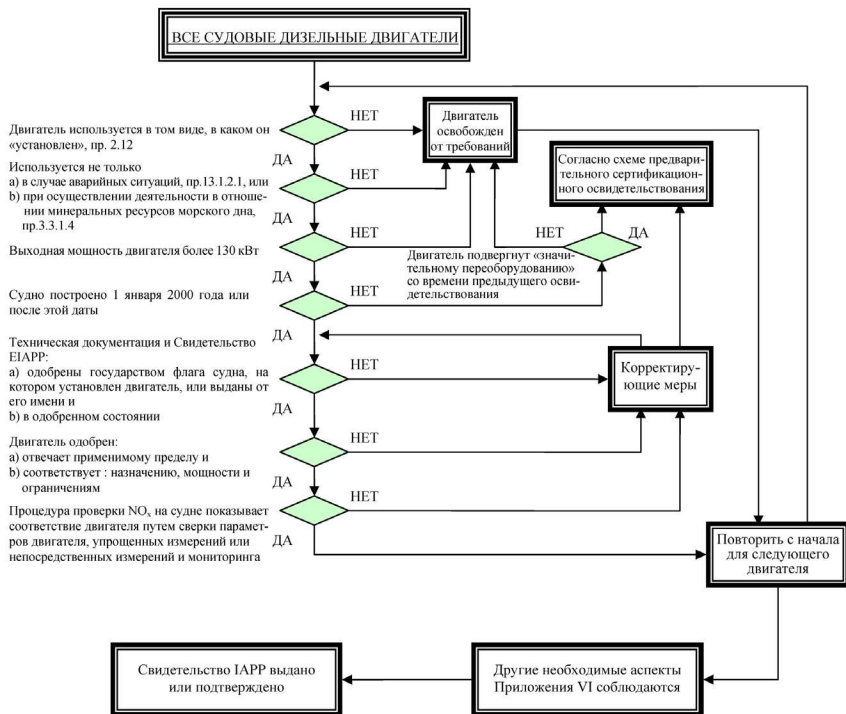 ВСЕ СУДОВЫЕ ДИЗЕЛЬНЫЕ ДВИГАТЕЛИ
Двигатель используется в том виде, в каком он
«установлен», пр. 2.12
НЕТ
ДА
Двигатель
освобожден
от требований
Используется не только
a) в случае аварийных ситуаций, пр.13.1.2.1, или
b) при осуществлении деятельности в отноше-
нии минеральных ресурсов морского дна,
пр.3.3.1.4
НЕТ
ДА
Согласно схеме предвари-
тельного сертификацион-
ного освидетельствования
Выходная мощность двигателя более 130 кВт
НЕТ
ДА
НЕТ
ДА
Двигатель подвергнут «значи-
тельному переоборудованию»
со времени предыдущего осви-
детельствования
Судно построено 1 января 2000 года или
после этой даты
ДА
Техническая документация и Свидетельство
EIAPP:
a) одобрены государством флага судна, на
котором установлен двигатель, или выданы от
его имени и
b) в одобренном состоянии
НЕТ
ДА
Корректиру-
ющие меры
Двигатель одобрен:
a) отвечает применимому пределу и
b) соответствует : назначению, мощности и
ограничениям
НЕТ
ДА
Процедура проверки NOx на судне показывает
соответствие двигателя путем сверки парамет-
ров двигателя, упрощенных измерений или
непосредственных измерений и мониторинга
НЕТ
ДА
Повторить с начала
для следующего
двигателя
Свидетельство IAPP выдано
или подтверждено
Другие необходимые аспекты
Приложения VI соблюдаются